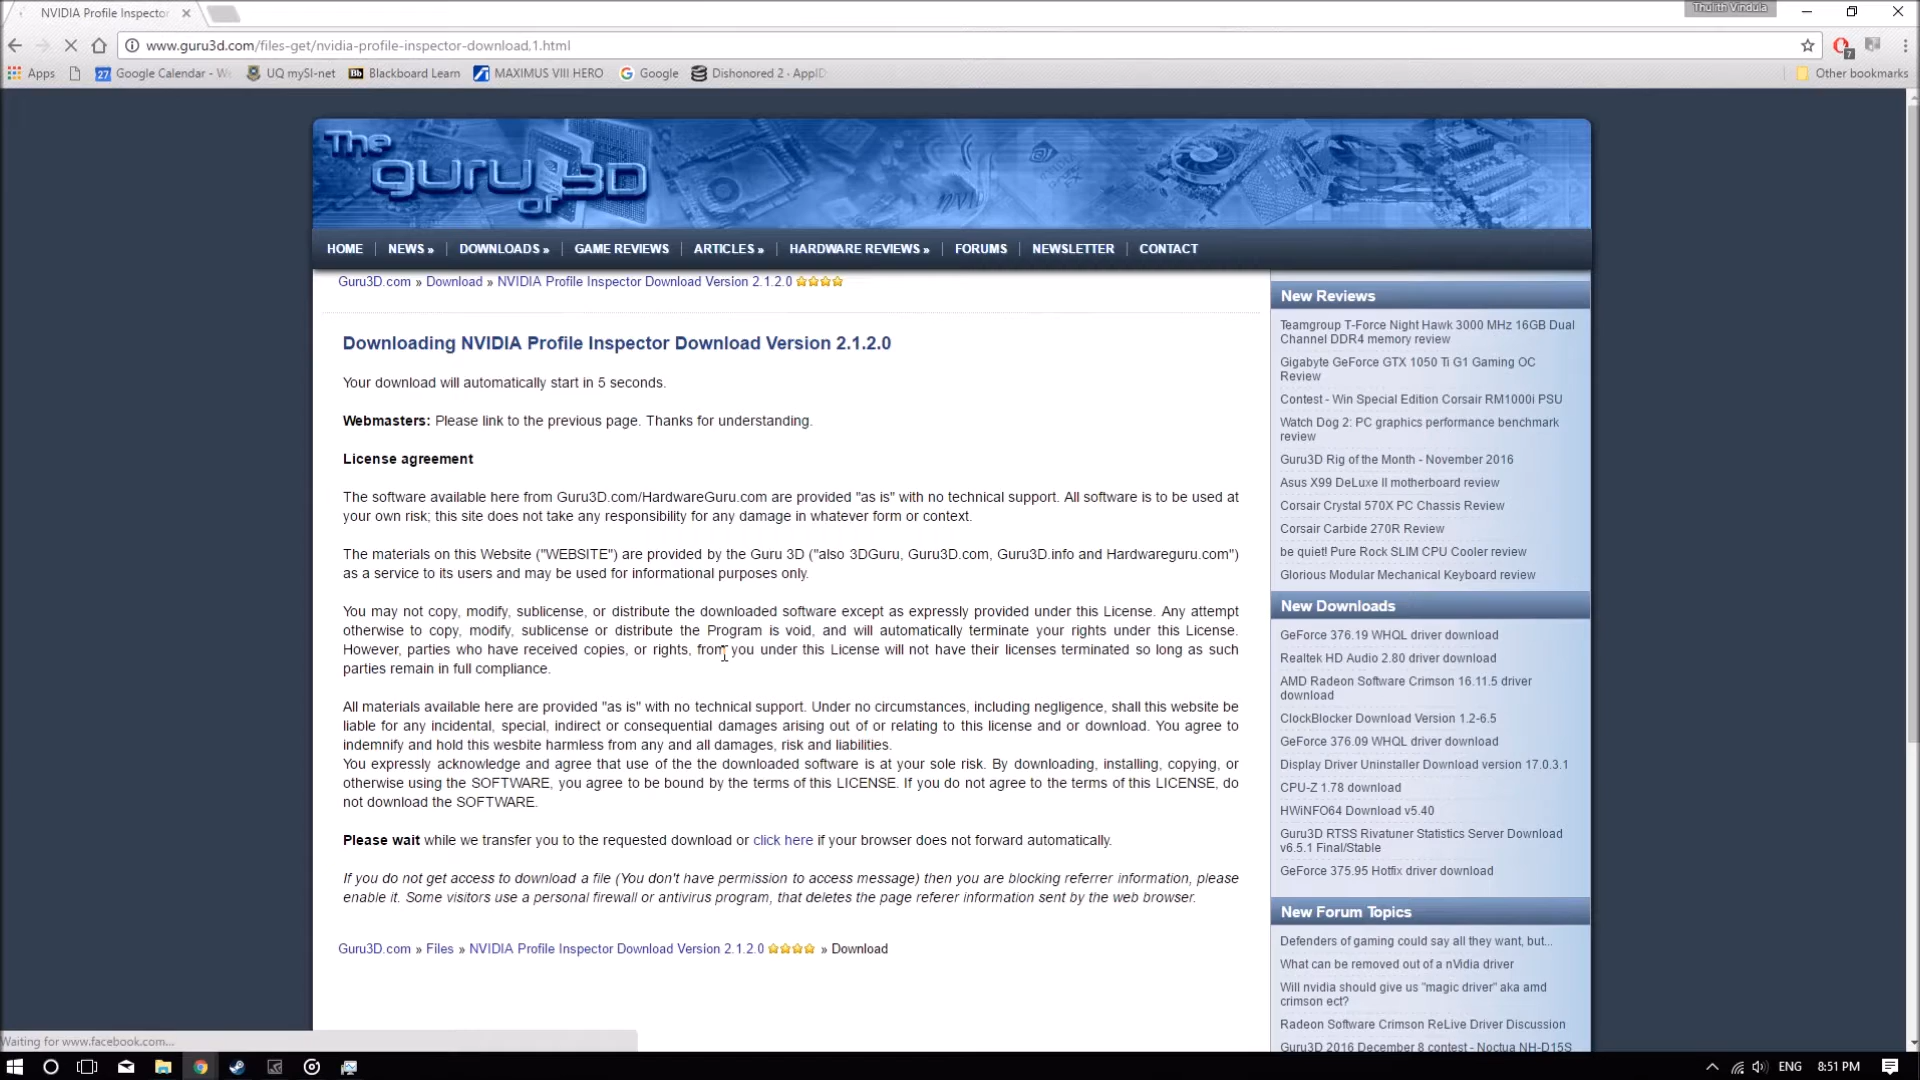 NVIDIA Profile Inspector
Thulith Vindula
www.guru3d.com/files-get/nvidia-profile-inspector-download,1.html
7
Apps
27 Google Calendar - W
UQ mySI-net
Bb Blackboard Learn
MAXIMUS VIII HERO
Google
Dishonored 2 - AppID
Other bookmarks
The guru of 3D
HOME
NEWS »
DOWNLOADS »
GAME REVIEWS
ARTICLES »
HARDWARE REVIEWS »
FORUMS
NEWSLETTER
CONTACT
Guru3D.com » Download » NVIDIA Profile Inspector Download Version 2.1.2.0
Downloading NVIDIA Profile Inspector Download Version 2.1.2.0
Your download will automatically start in 5 seconds.
Webmasters: Please link to the previous page. Thanks for understanding.
License agreement
The software available here from Guru3D.com/HardwareGuru.com are provided "as is" with no technical support. All software is to be used at
your own risk; this site does not take any responsibility for any damage in whatever form or context.
The materials on this Website ("WEBSITE") are provided by the Guru 3D ("also 3DGuru, Guru3D.com, Guru3D.info and Hardwareguru.com")
as a service to its users and may be used for informational purposes only.
You may not copy, modify, sublicense, or distribute the downloaded software except as expressly provided under this License. Any attempt
otherwise to copy, modify, sublicense or distribute the Program is void, and will automatically terminate your rights under this License.
However, parties who have received copies, or rights, from you under this License will not have their licenses terminated so long as such
parties remain in full compliance.
All materials available here are provided "as is" with no technical support. Under no circumstances, including negligence, shall this website be
liable for any incidental, special, indirect or consequential damages arising out of or relating to this license and or download. You agree to
indemnify and hold this wesbite harmless from any and all damages, risk and liabilities.
You expressly acknowledge and agree that use of the the downloaded software is at your sole risk. By downloading, installing, copying, or
otherwise using the SOFTWARE, you agree to be bound by the terms of this LICENSE. If you do not agree to the terms of this LICENSE, do
not download the SOFTWARE.
Please wait while we transfer you to the requested download or click here if your browser does not forward automatically.
If you do not get access to download a file (You don't have permission to access message) then you are blocking referrer information, please
enable it. Some visitors use a personal firewall or antivirus program, that deletes the page referer information sent by the web browser.
Guru3D.com » Files » NVIDIA Profile Inspector Download Version 2.1.2.0 » Download
New Reviews
Teamgroup T-Force Night Hawk 3000 MHz 16GB Dual
Channel DDR4 memory review
Gigabyte GeForce GTX 1050 Ti G1 Gaming OC
Review
Contest - Win Special Edition Corsair RM1000i PSU
Watch Dog 2: PC graphics performance benchmark
review
Guru3D Rig of the Month - November 2016
Asus X99 DeLuxe II motherboard review
Corsair Crystal 570X PC Chassis Review
Corsair Carbide 270R Review
be quiet! Pure Rock SLIM CPU Cooler review
Glorious Modular Mechanical Keyboard review
New Downloads
GeForce 376.19 WHQL driver download
Realtek HD Audio 2.80 driver download
AMD Radeon Software Crimson 16.11.5 driver
download
ClockBlocker Download Version 1.2-6.5
GeForce 376.09 WHQL driver download
Display Driver Uninstaller Download version 17.0.3.1
CPU-Z 1.78 download
HWiNFO64 Download v5.40
Guru3D RTSS Rivatuner Statistics Server Download
v6.5.1 Final/Stable
GeForce 375.95 Hotfix driver download
New Forum Topics
Defenders of gaming could say all they want, but...
What can be removed out of a nVidia driver
Will nvidia should give us "magic driver" aka amd
crimson ect?
Radeon Software Crimson ReLive Driver Discussion
Guru3D 2016 December 8 contest - Noctua NH-D15S
Waiting for www.facebook.com...
ENG
8:51 PM